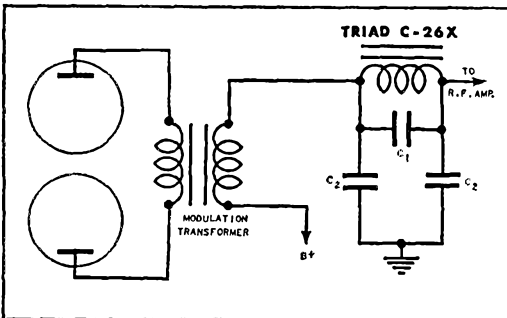 TRIAD C-26X
TO
R.F. AMP.
C1
C2
C2
MODULATION
TRANSFORMER
B+